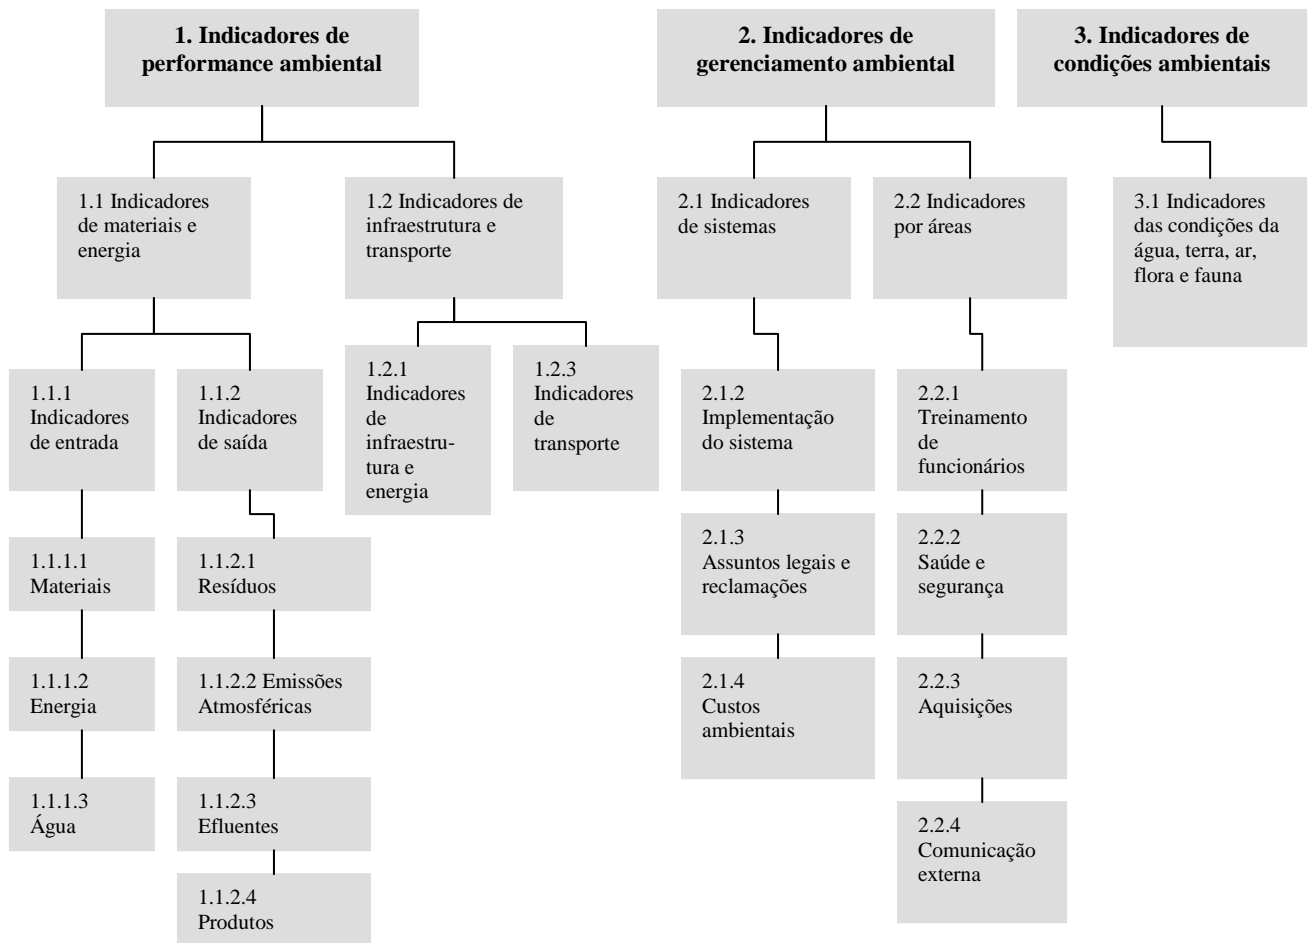 1. Indicadores de
performance ambiental
2. Indicadores de
gerenciamento ambiental
3. Indicadores de
condições ambientais
1.1 Indicadores
de materiais e
energia
1.2 Indicadores de
infraestrutura e
transporte
2.1 Indicadores
de sistemas
2.2 Indicadores
por áreas
3.1 Indicadores
das condições da
água, terra, ar,
flora e fauna
1.1.1
Indicadores
de entrada
1.1.2
Indicadores
de saída
1.2.1
Indicadores
de
infraestru-
tura e
energia
1.2.3
Indicadores
de
transporte
2.1.2
Implementação
do sistema
2.2.1
Treinamento
de
funcionários
1.1.1.1
Materiais
1.1.2.1
Resíduos
2.1.3
Assuntos legais e
reclamações
2.2.2
Saúde e
segurança
1.1.1.2
Energia
1.1.2.2 Emissões
Atmosféricas
2.1.4
Custos
ambientais
2.2.3
Aquisições
1.1.1.3
Água
1.1.2.3
Efluentes
2.2.4
Comunicação
externa
1.1.2.4
Produtos